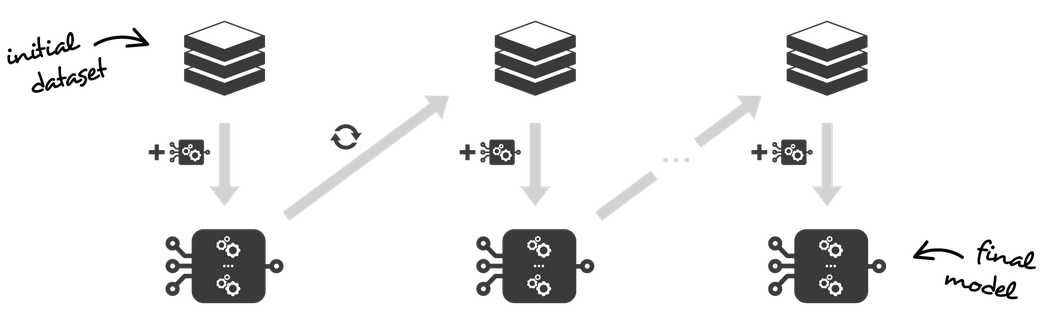 initial
dataset
final
model